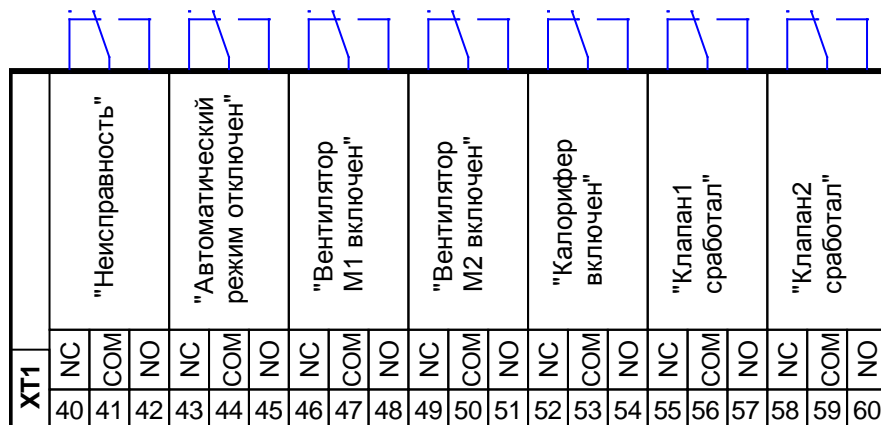 "Неисправность"
"Автоматический
режим отключен"
"Вентилятор
М1 включен"
"Вентилятор
М2 включен"
"Калорифер
включен"
"Клапан1
сработал"
"Клапан2
сработал"
XT1
NC COM NO NC COM NO NC COM NO NC COM NO NC COM NO NC COM NO NC COM NO
40 41 42 43 44 45 46 47 48 49 50 51 52 53 54 55 56 57 58 59 60